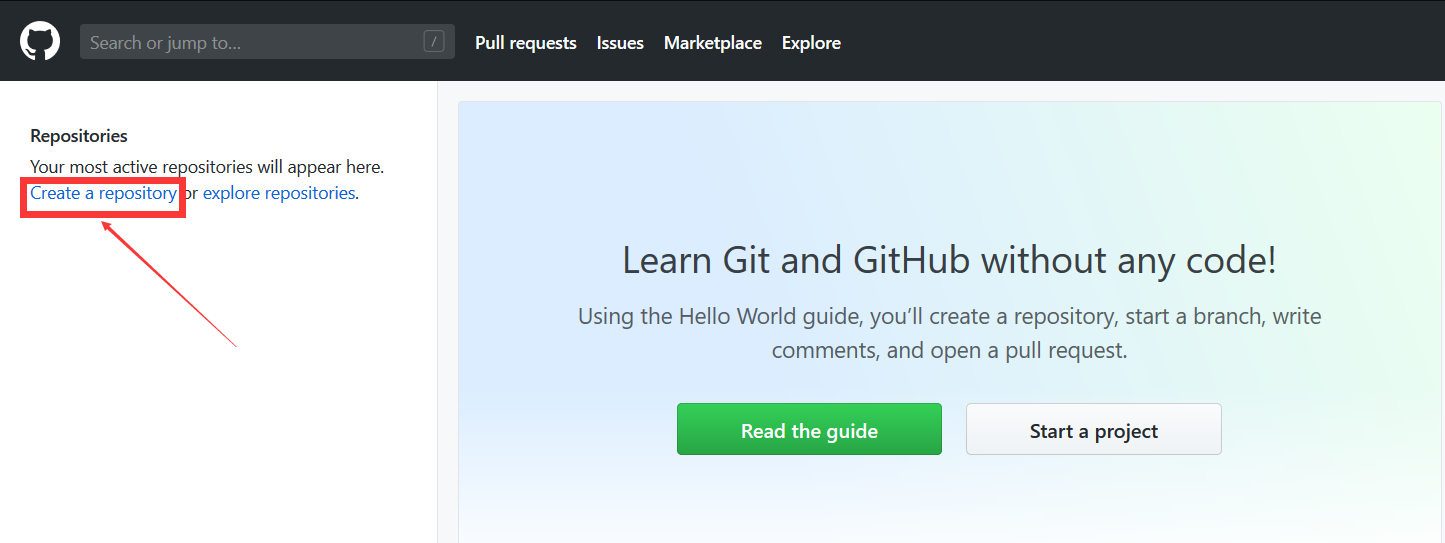 Search or jump to…
/
Pull requests
Issues
Marketplace
Explore
Repositories
Your most active repositories will appear here.
Create a repository or explore repositories.
Learn Git and GitHub without any code!
Using the Hello World guide, you’ll create a repository, start a branch, write
comments, and open a pull request.
Read the guide
Start a project